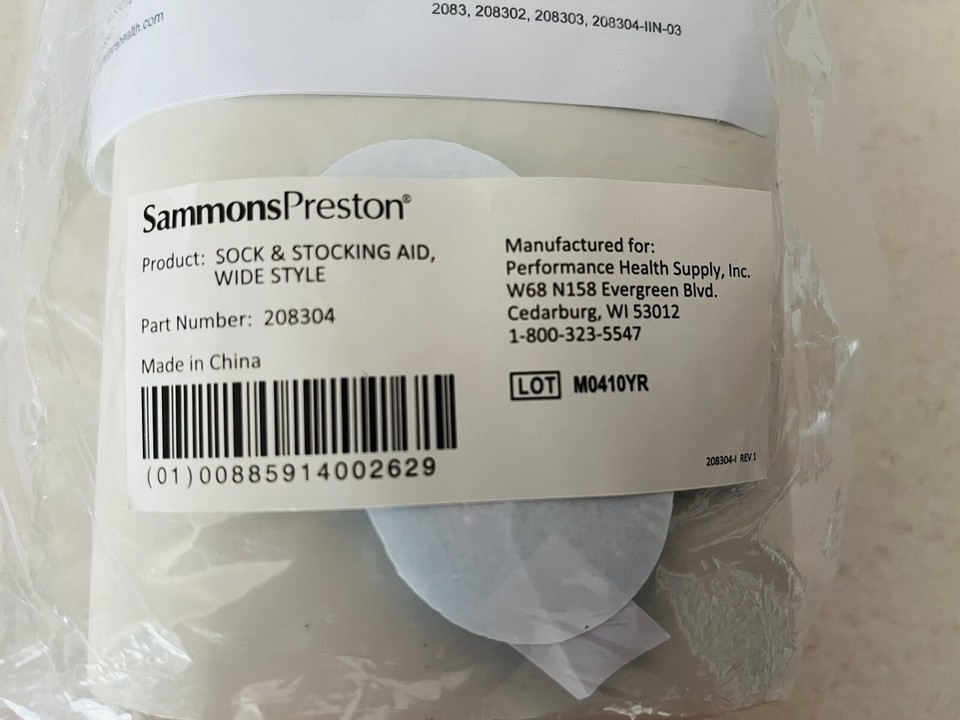 2083, 208302, 208303, 208304-IIN-03
SammonsPreston®
Product: SOCK & STOCKING AID,
WIDE STYLE
Part Number: 208304
Made in China
(01)00885914002629
Manufactured for:
Performance Health Supply, Inc.
W68 N158 Evergreen Blvd.
Cedarburg, WI 53012
1-800-323-5547
LOT M0410YR
208304-I REV 1